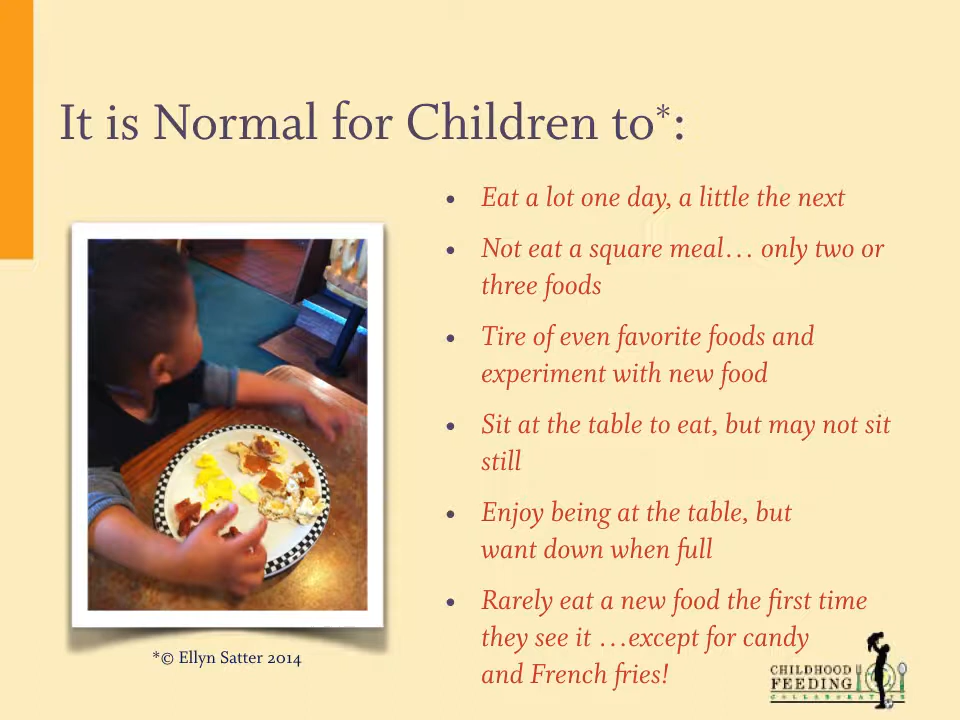 It is Normal for Children to*:
• Eat a lot one day, a little the next
• Not eat a square meal… only two or
three foods
• Tire of even favorite foods and
experiment with new food
• Sit at the table to eat, but may not sit
still
• Enjoy being at the table, but
want down when full
• Rarely eat a new food the first time
they see it …except for candy
and French fries!
*© Ellyn Satter 2014
CHILDHOOD
FEEDING
COLLABORATIVE